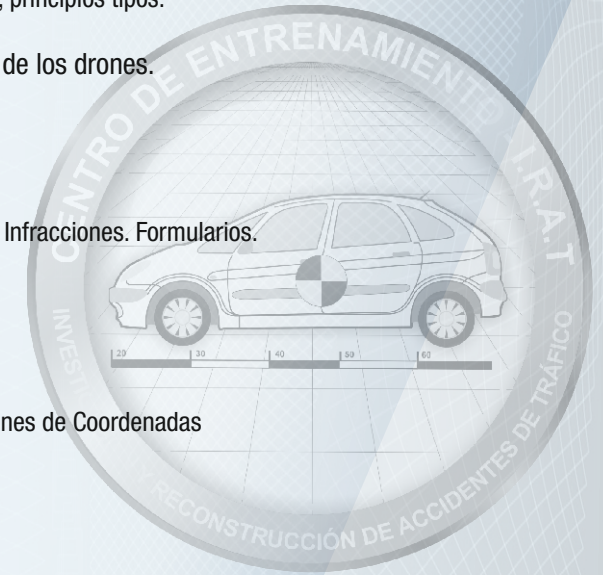 , principios tipos.
de los drones.
Infracciones. Formularios.
nes de Coordenadas
CENTRO DE ENTRENAMIENTO I.R.A.T
20 30 40 50 60
RECONSTRUCCIÓN DE ACCIDENTES DE TRÁFICO